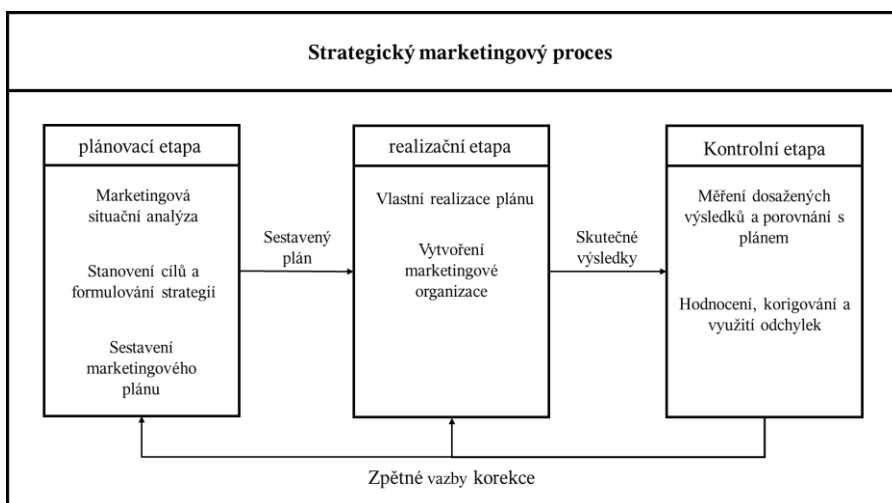 Strategický marketingový proces
plánovací etapa
Marketingová
situační analýza
Stanovení cílů a
formulování strategií
Sestavení
marketingového
plánu
Sestavený
plán
realizační etapa
Vlastní realizace plánu
Vytvoření
marketingové
organizace
Skutečné
výsledky
Kontrolní etapa
Měření dosažených
výsledků a porovnání s
plánem
Hodnocení, korigování a
využití odchylek
Zpětné vazby korekce